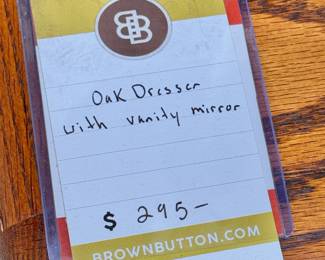 BB
Oak Dresser
with vanity mirror
$ 295-
BROWNBUTTON.COM